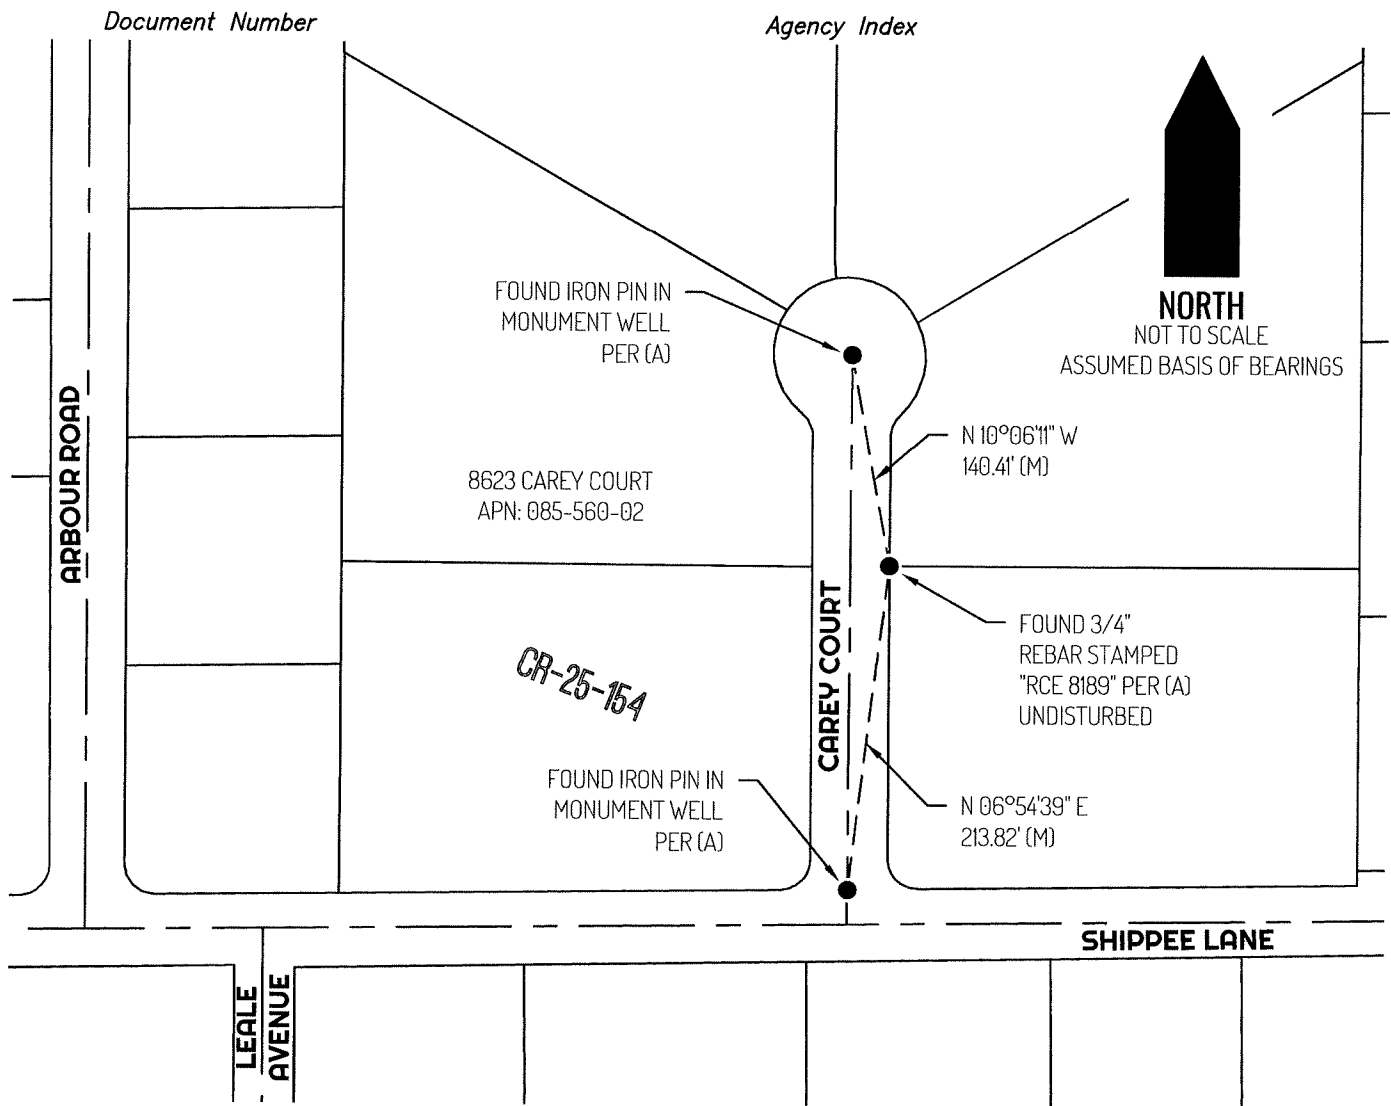 Document Number
Agency Index
NORTH
NOT TO SCALE
ASSUMED BASIS OF BEARINGS
FOUND IRON PIN IN
MONUMENT WELL
PER (A)
ARBOUR ROAD
N 10°06'11" W
140.41' (M)
8623 CAREY COURT
APN: 085-560-02
CAREY COURT
FOUND 3/4"
REBAR STAMPED
"RCE 8189" PER (A)
UNDISTURBED
CR-25-154
FOUND IRON PIN IN
MONUMENT WELL
PER (A)
N 06°54'39" E
213.82' (M)
SHIPPEE LANE
LEALE
AVENUE